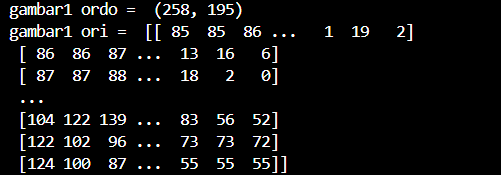 gambar1 ordo =  (258, 195)
gambar1 ori =  [[ 85  85  86 ...   1  19   2]
 [ 86  86  87 ...  13  16   6]
 [ 87  87  88 ...  18   2   0]
 ...
 [104 122 139 ...  83  56  52]
 [122 102  96 ...  73  73  72]
 [124 100  87 ...  55  55  55]]